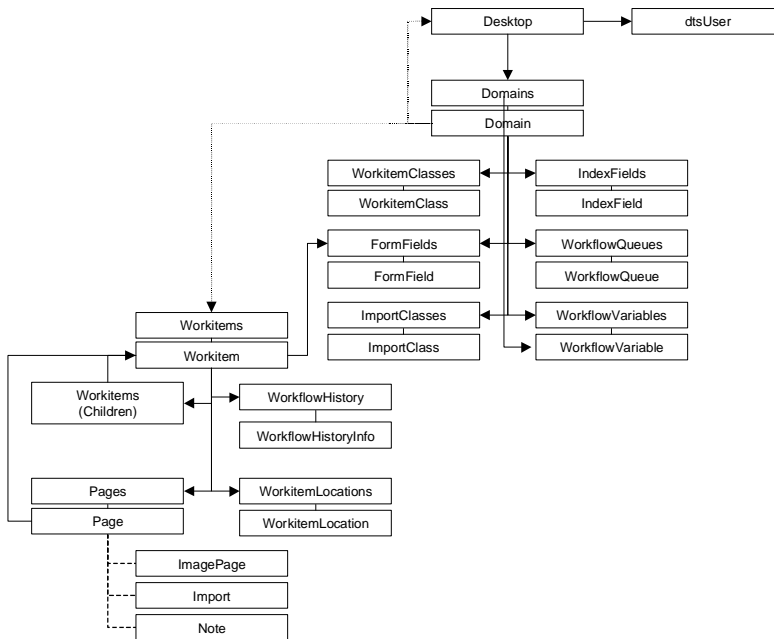 Desktop
dtsUser
Domains
Domain
WorkitemClasses
IndexFields
WorkitemClass
IndexField
FormFields
WorkflowQueues
FormField
WorkflowQueue
ImportClasses
WorkflowVariables
Workitems
ImportClass
WorkflowVariable
Workitem
Workitems
(Children)
WorkflowHistory
WorkflowHistoryInfo
Pages
WorkitemLocations
Page
WorkitemLocation
ImagePage
Import
Note